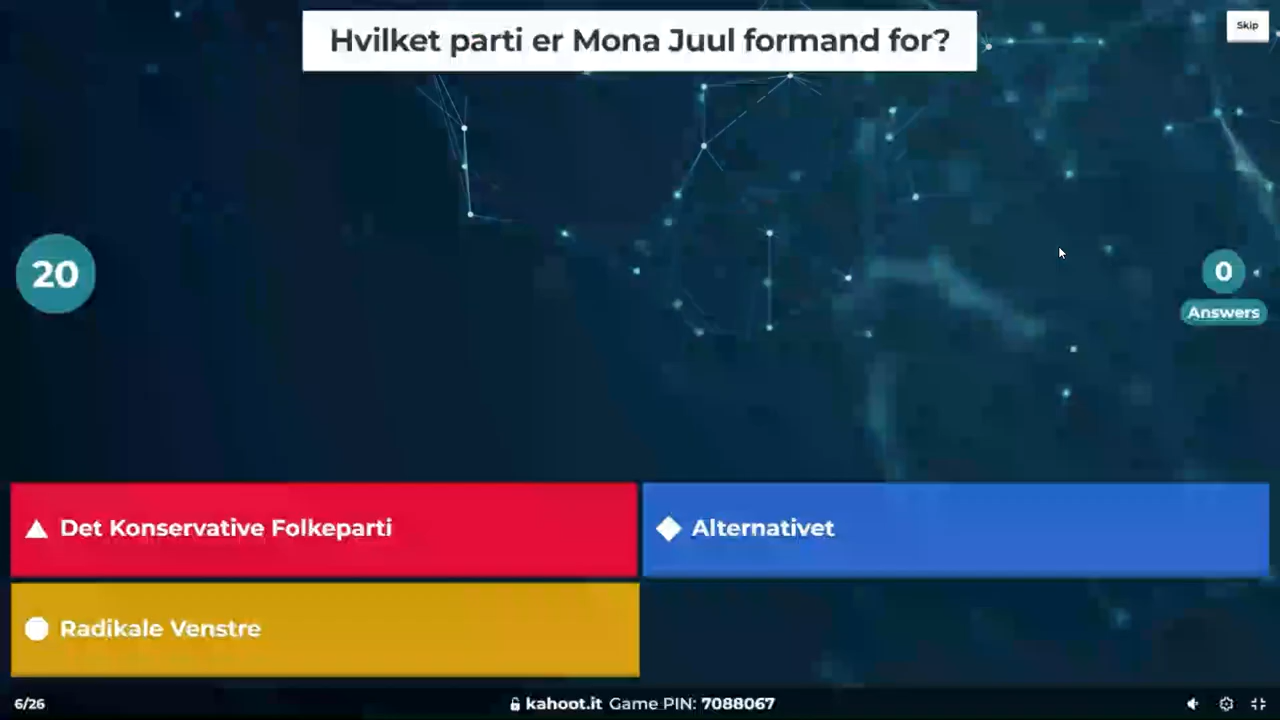 Hvilket parti er Mona Juul formand for?
Skip
20
0
Answers
Det Konservative Folkeparti
Alternativet
Radikale Venstre
6/26
kahoot.it Game PIN: 7088067